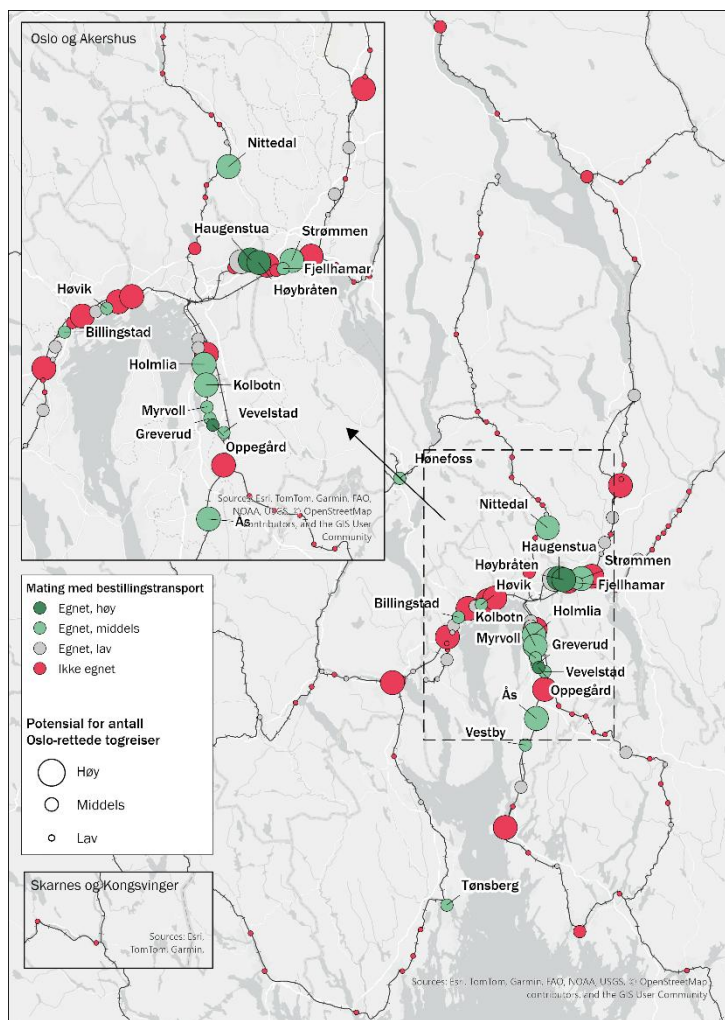 Oslo og Akershus
Nittedal
Haugenstua
Strømmen
Fjellhamar
Høybråten
Høvik
Billingstad
Holmlia
Kolbotn
Myrvoll
Vevelstad
Greverud
Oppegård
Ås
Sources: Esri, TomTom, Garmin, FAO,
NOAA, USGS, © OpenStreetMap
contributors, and the GIS User
Community
Mating med bestillingstransport
Egnet, høy
Egnet, middels
Egnet, lav
Ikke egnet
Potensial for antall
Oslo-rettede togreiser
Høy
Middels
Lav
Skarnes og Kongsvinger
Sources: Esri,
TomTom, Garmin,
Hønefoss
Nittedal
Haugenstua
Høybråten
Strømmen
Høvik
Fjellhamar
Billingstad
Kolbotn
Holmlia
Myrvoll
Greverud
Vevelstad
Ås
Oppegård
Vestby
Tønsberg
Sources: Esri, TomTom, Garmin, FAO, NOAA, USGS, © OpenStreetMap
contributors, and the GIS User Community